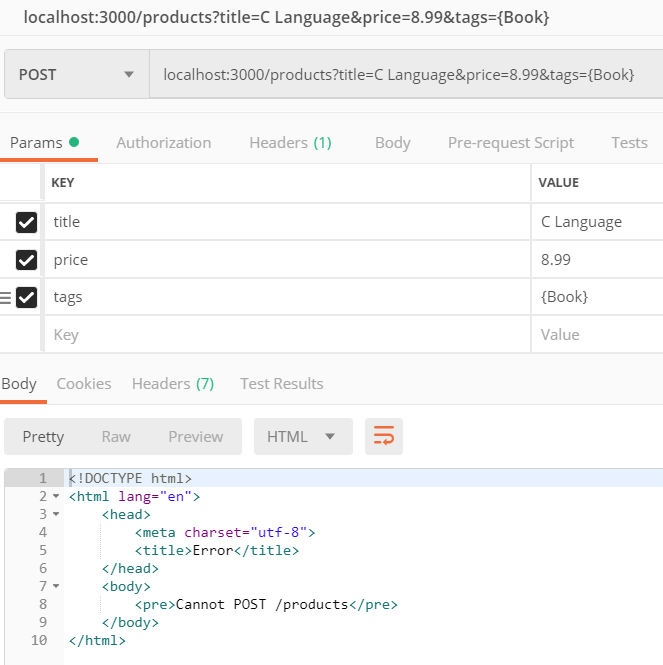 localhost:3000/products?title=C Language&price=8.99&tags={Book}
POST localhost:3000/products?title=C Language&price=8.99&tags={Book}
Params Authorization Headers (1) Body Pre-request Script Tests
KEY VALUE
title C Language
price 8.99
tags {Book}
Key Value
Body Cookies Headers (7) Test Results
Pretty Raw Preview HTML
1 <!DOCTYPE html>
2 <html lang="en">
3 <head>
4 <meta charset="utf-8">
5 <title>Error</title>
6 </head>
7 <body>
8 <pre>Cannot POST /products</pre>
9 </body>
10 </html>